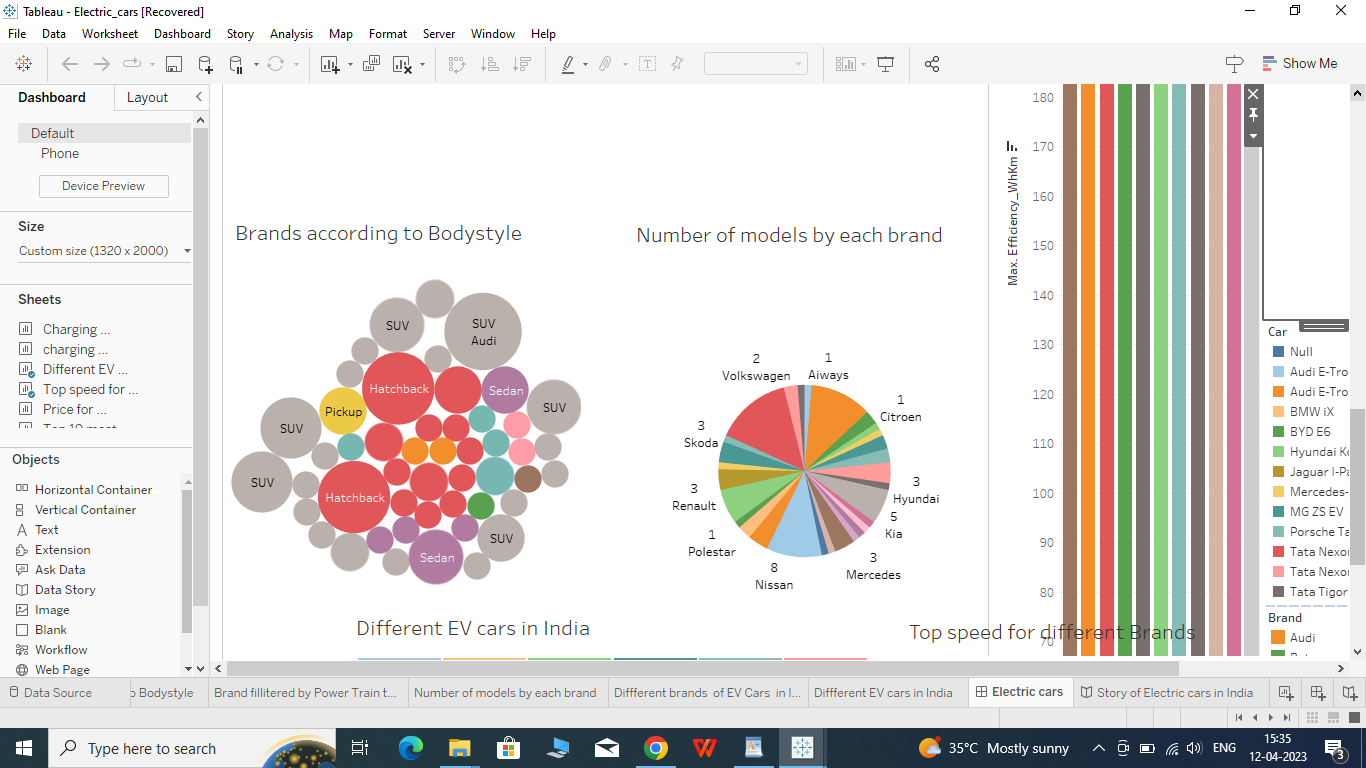 Tableau - Electric_cars [Recovered]
File Data Worksheet Dashboard Story Analysis Map Format Server Window Help
Show Me
Dashboard Layout
Default
Phone
Device Preview
Size
Custom size (1320 x 2000)
Sheets
Charging ...
charging ...
Different EV ...
Top speed for ...
Price for ...
Objects
Horizontal Container
Vertical Container
Text
Extension
Ask Data
Data Story
Image
Blank
Workflow
Web Page
Brands according to Bodystyle
SUV
SUV
Audi
Hatchback
Sedan
Pickup
SUV
SUV
SUV
Hatchback
SUV
Sedan
Number of models by each brand
2
Volkswagen
1
Aiways
1
Citroen
3
Skoda
3
Hyundai
3
Renault
5
Kia
1
Polestar
3
Mercedes
8
Nissan
Different EV cars in India
Max. Efficiency_WhKm
180
170
160
150
140
130
120
110
100
90
80
70
Top speed for different Brands
Car
Null
Audi E-Tro
Audi E-Tro
BMW iX
BYD E6
Hyundai Ko
Jaguar I-Pa
Mercedes-
MG ZS EV
Porsche Ta
Tata Nexo
Tata Nexo
Tata Tigor
Brand
Audi
Data Source
o Bodystyle
Brand fillitered by Power Train t...
Number of models by each brand
Difffferent brands of EV Cars in I...
Different EV cars in India
Electric cars
Story of Electric cars in India
Type here to search
35°C Mostly sunny
ENG
15:35
12-04-2023
3